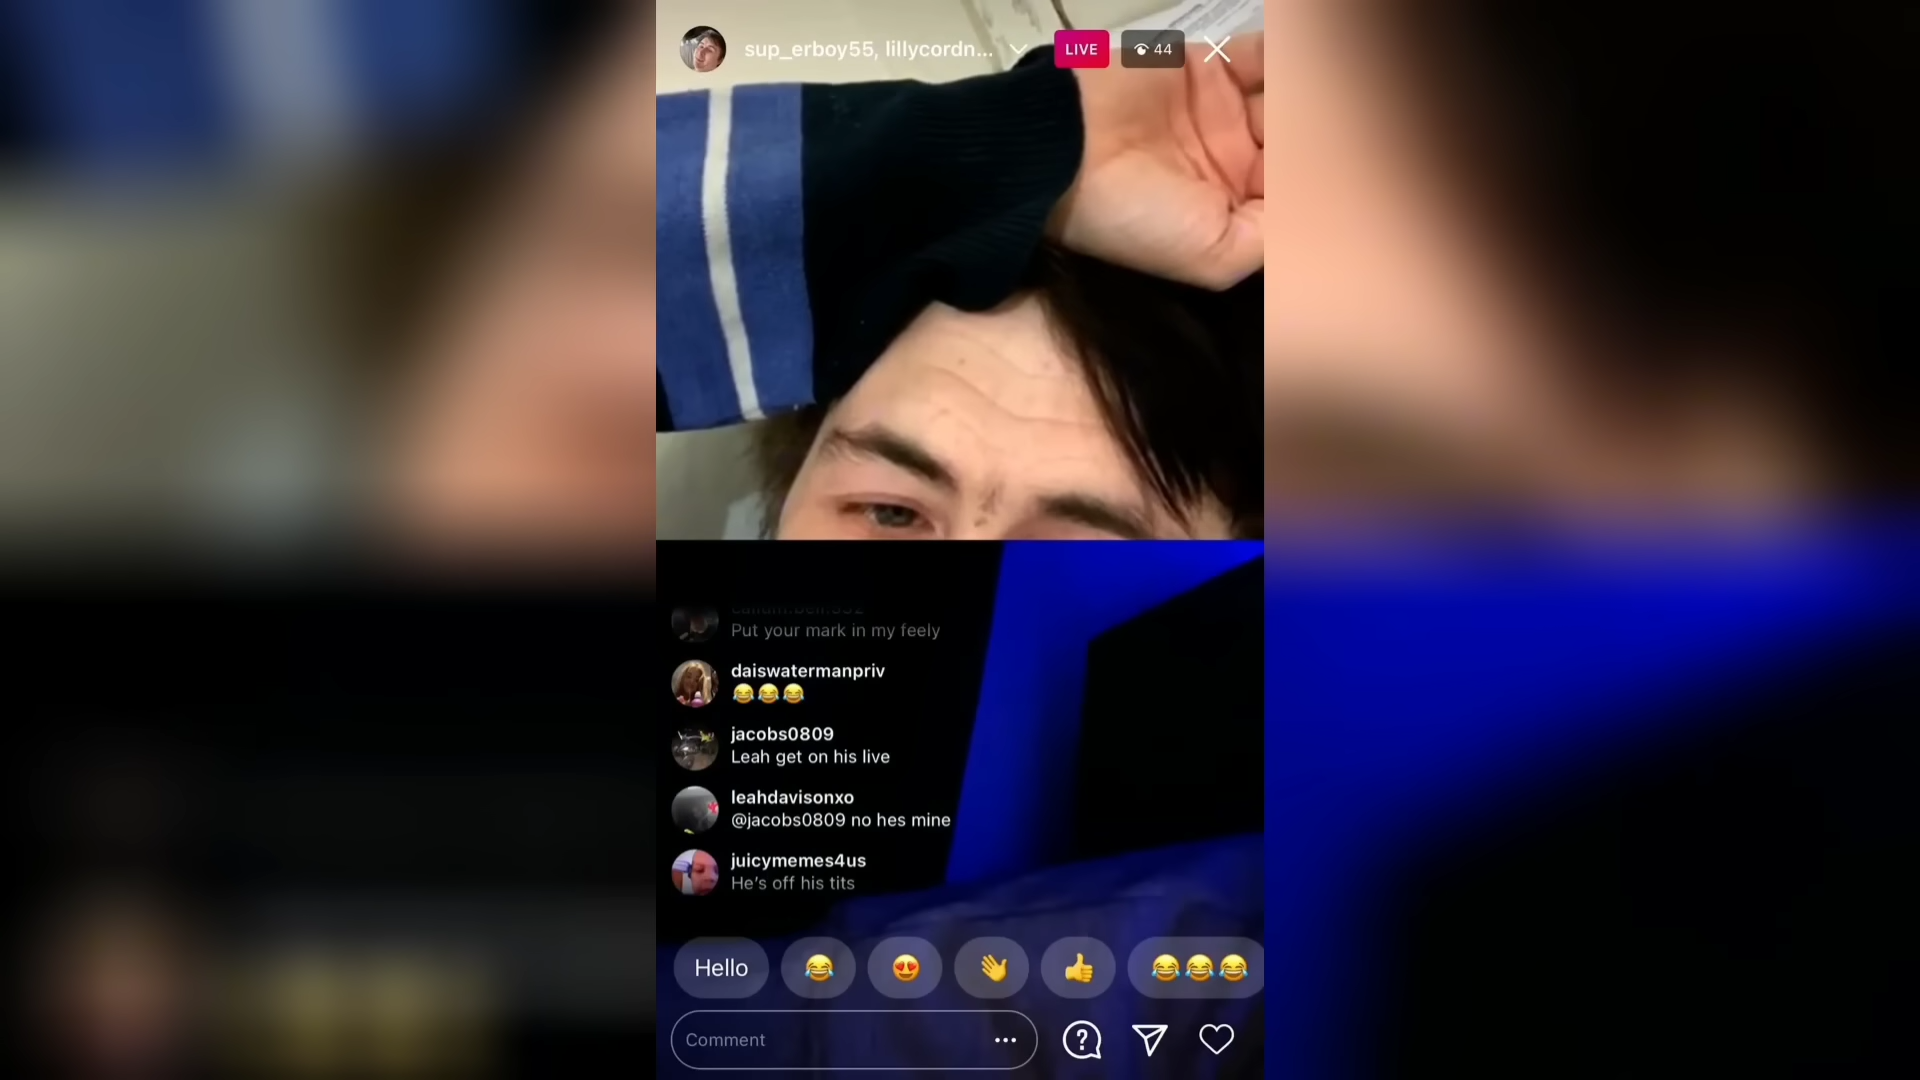 sup_erboy55, lillycordn...
LIVE
44
Put your mark in my feely
daiswatermanpriv
😂😂😂
jacobs0809
Leah get on his live
leahdavisonxo
@jacobs0809 no hes mine
juicymemes4us
He's off his tits
Hello
😂 😍 👋 👍 😂😂😂
Comment